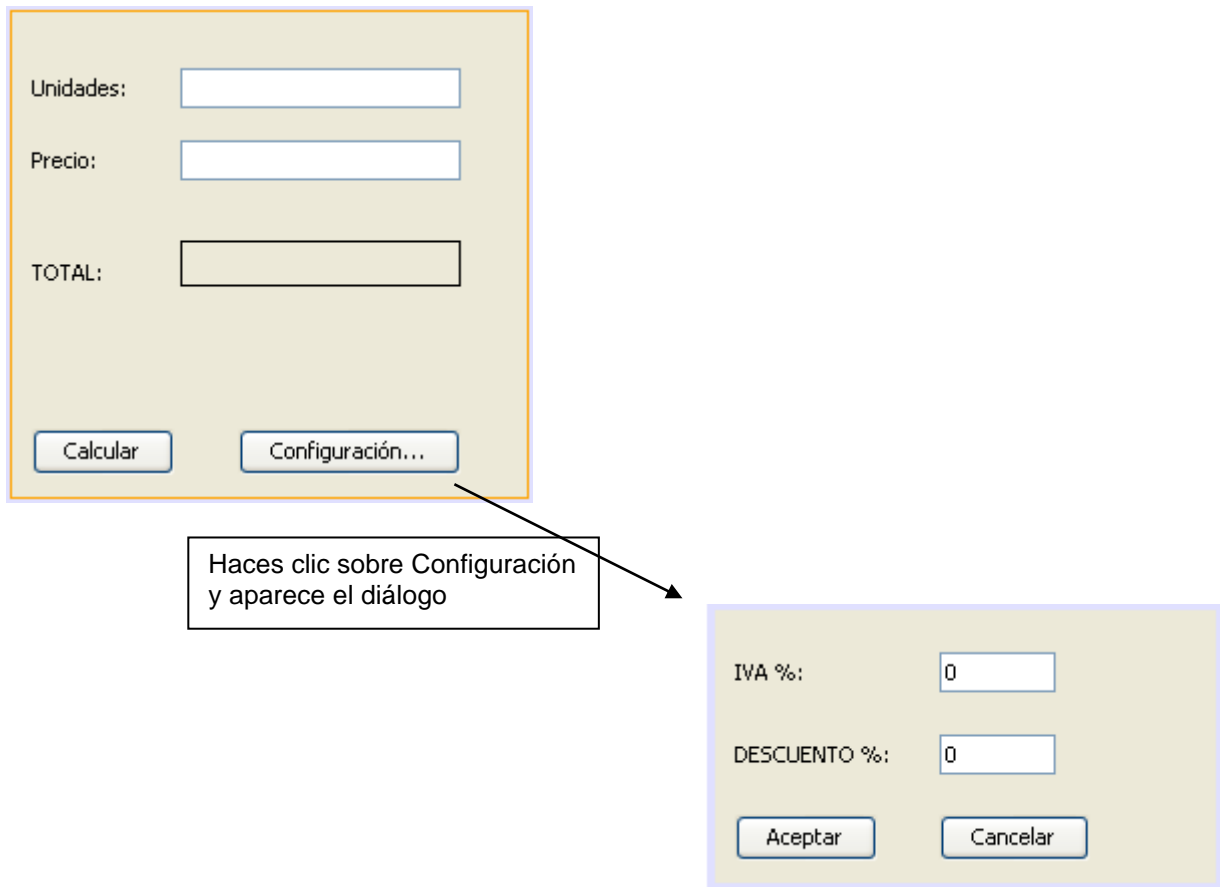 Unidades:
Precio:
TOTAL:
Calcular
Configuración...
Haces clic sobre Configuración
y aparece el diálogo
IVA %:
0
DESCUENTO %:
0
Aceptar
Cancelar